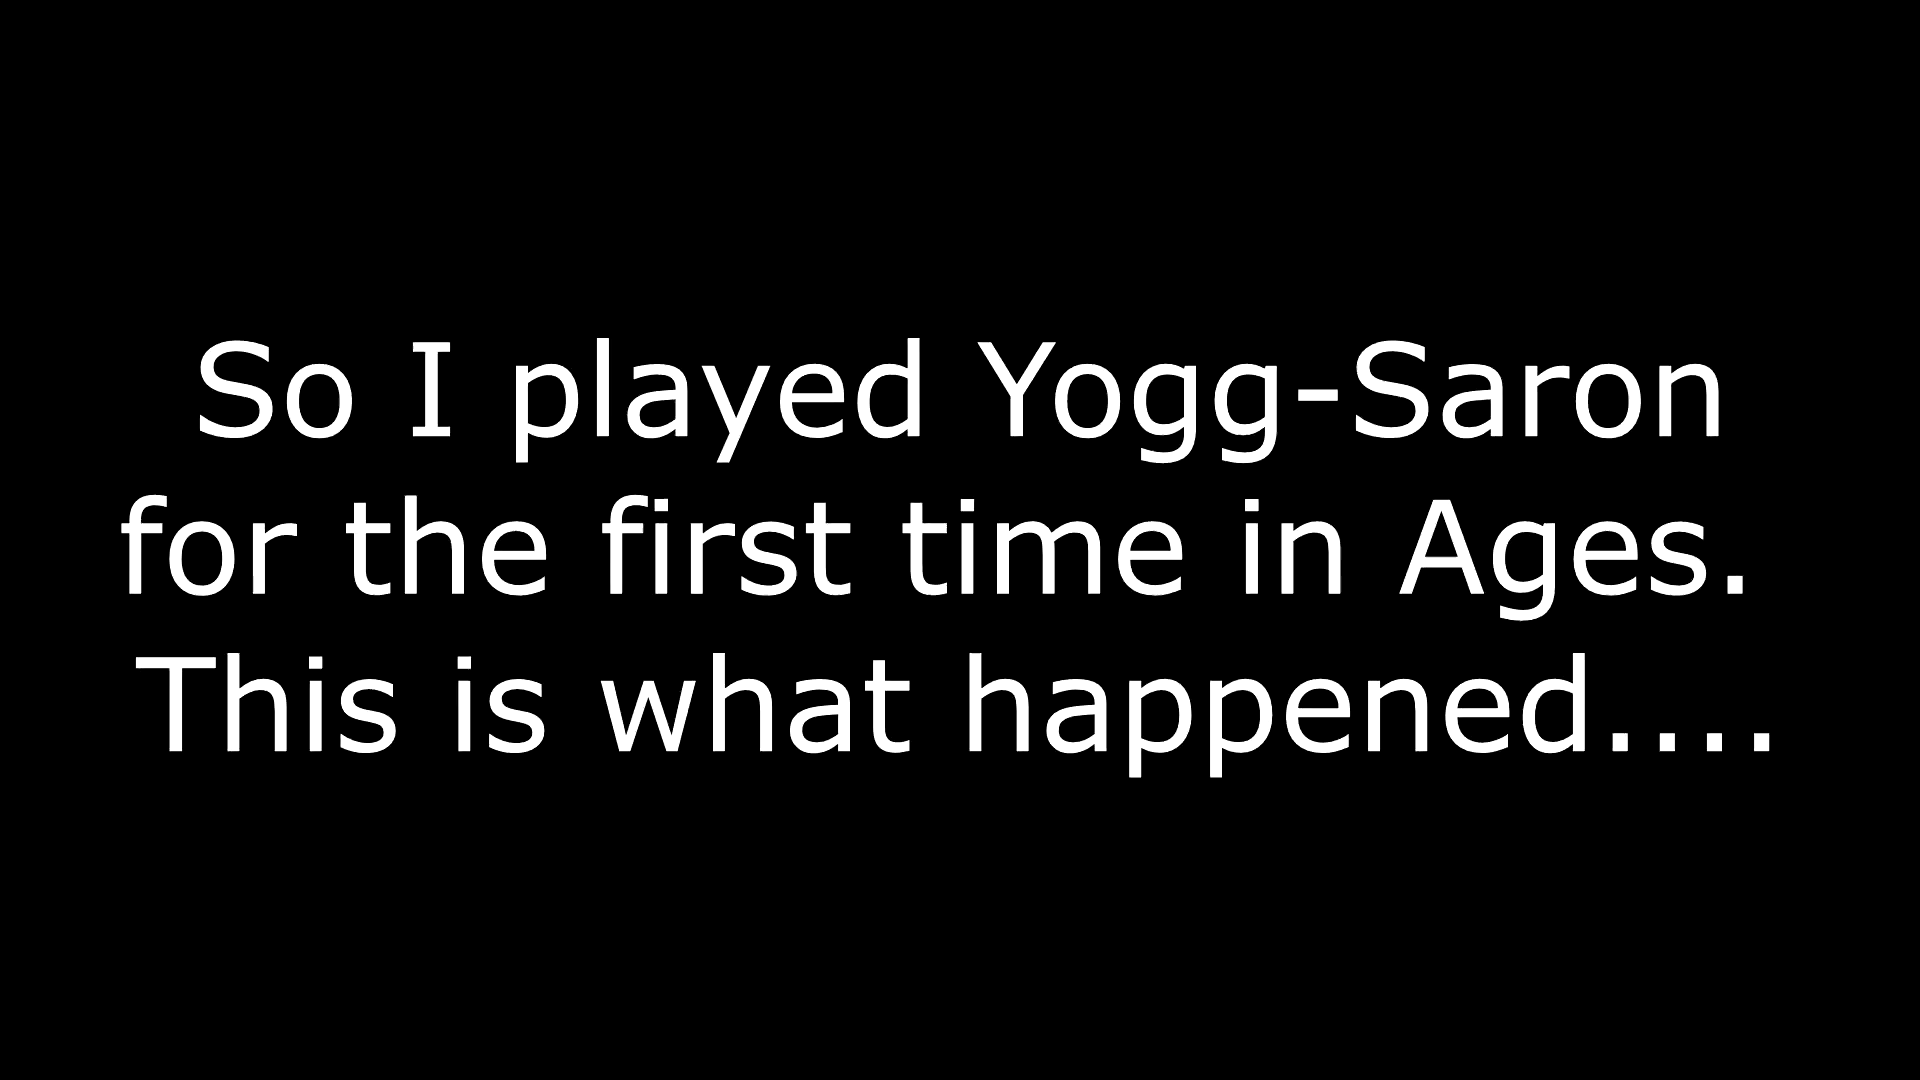 So I played Yogg-Saron
for the first time in Ages.
This is what happened....